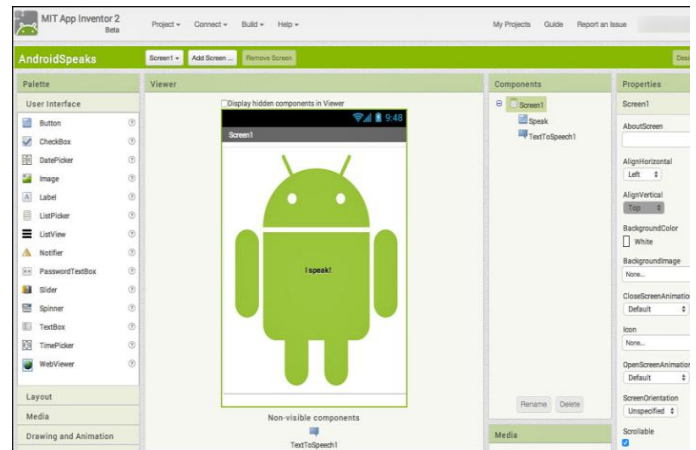 MIT App Inventor 2
Beta
Project Connect Build Help
My Projects Guide Report an Issue
AndroidSpeaks
Screen1 Add Screen ... Remove Screen
Palette
User Interface
Button
CheckBox
DatePicker
Image
Label
ListPicker
ListView
Notifier
PasswordTextBox
Slider
Spinner
TextBox
TimePicker
WebViewer
Layout
Media
Drawing and Animation
Viewer
Display hidden components in Viewer
9:48
Screen1
I speak!
Non-visible components
TextToSpeech1
Components
Screen1
Speak
TextToSpeech1
Rename Delete
Media
Properties
Screen1
AboutScreen
AlignHorizontal
Left
AlignVertical
Top
BackgroundColor
White
BackgroundImage
None...
CloseScreenAnimation
Default
Icon
None...
OpenScreenAnimation
Default
ScreenOrientation
Unspecified
Scrollable